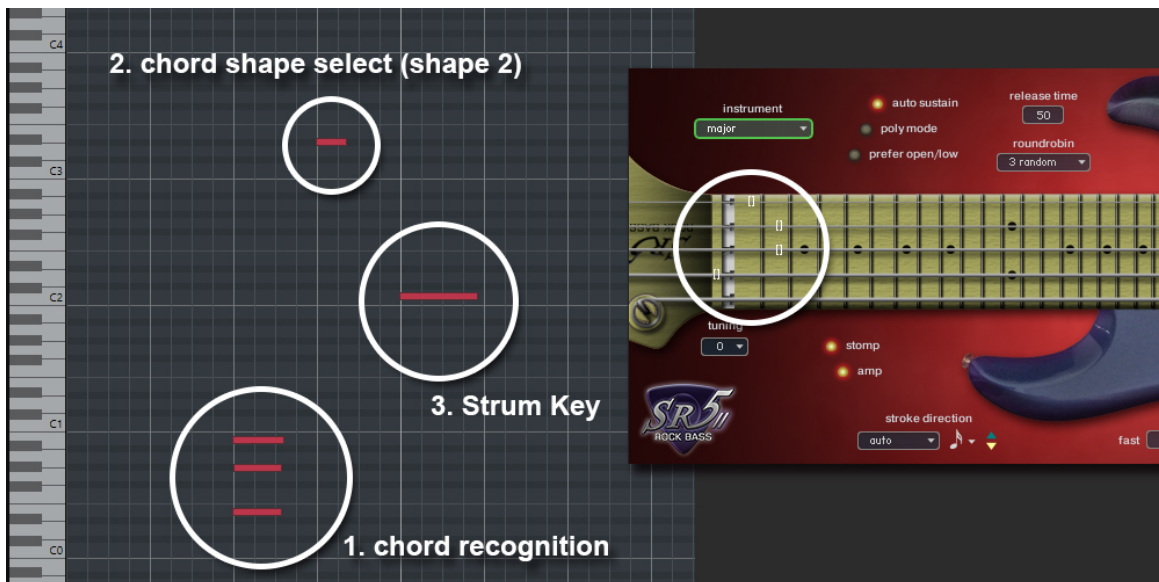 C4
2. chord shape select (shape 2)
C3
C2
3. Strum Key
C1
1. chord recognition
C0
instrument
major
auto sustain
poly mode
prefer open/low
release time
50
roundrobin
3 random
tuning
0
stomp
amp
SR5 II
ROCK BASS
stroke direction
auto
fast